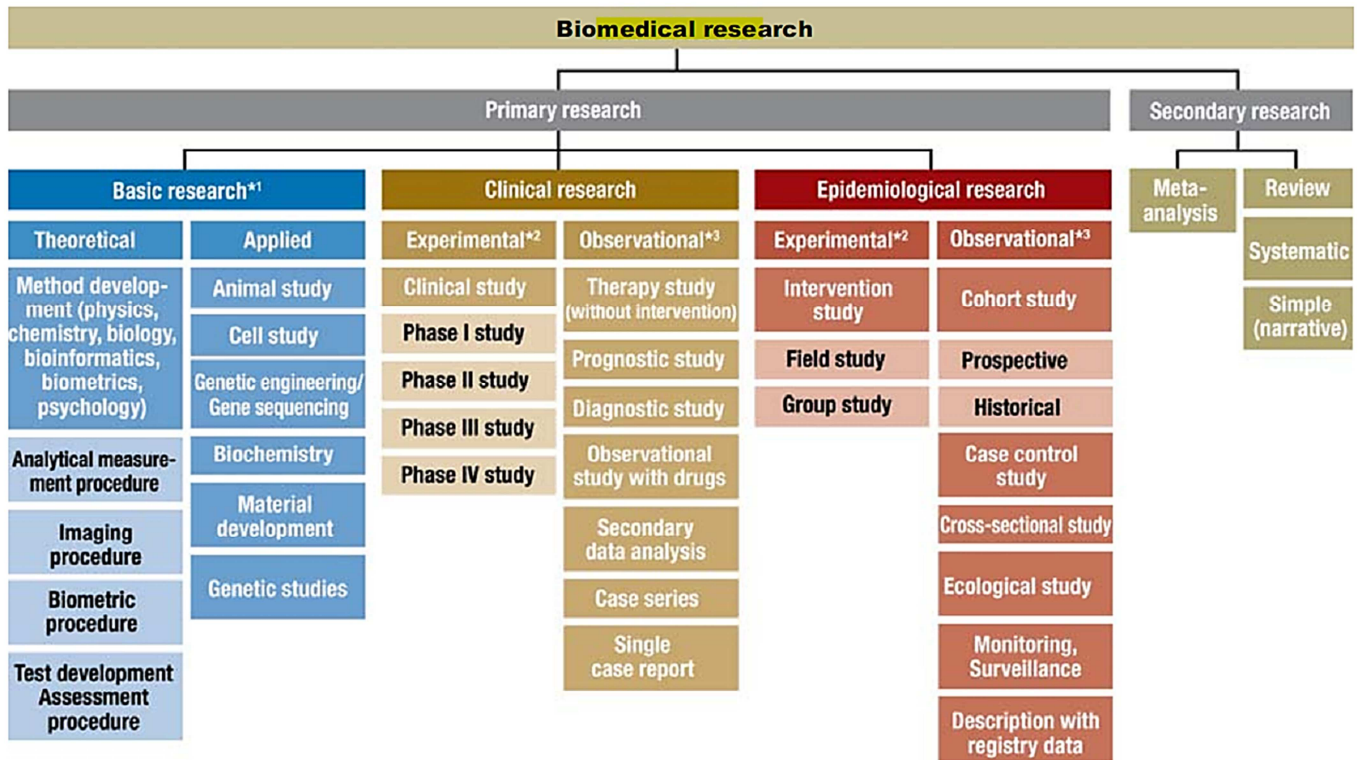 Biomedical research
Primary research
Secondary research
Basic research*1
Clinical research
Epidemiological research
Meta-
analysis
Review
Systematic
Simple
(narrative)
Theoretical
Applied
Experimental*2
Observational*3
Experimental*2
Observational*3
Method develop-
ment (physics,
chemistry, biology,
bioinformatics,
biometrics,
psychology)
Analytical measure-
ment procedure
Imaging
procedure
Biometric
procedure
Test development
Assessment
procedure
Animal study
Cell study
Genetic engineering/
Gene sequencing
Biochemistry
Material
development
Genetic studies
Clinical study
Phase I study
Phase II study
Phase III study
Phase IV study
Therapy study
(without intervention)
Prognostic study
Diagnostic study
Observational
study with drugs
Secondary
data analysis
Case series
Single
case report
Intervention
study
Field study
Group study
Cohort study
Prospective
Historical
Case control
study
Cross-sectional study
Ecological study
Monitoring,
Surveillance
Description with
registry data